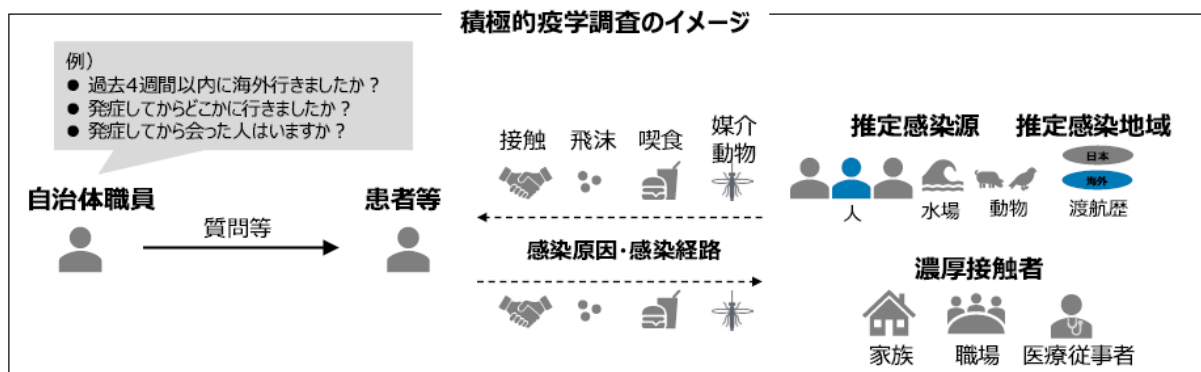 積極的疫学調査のイメージ
例）
● 過去4週間以内に海外行きましたか？
● 発症してからどこかに行きましたか？
● 発症してから会った人はいますか？
自治体職員
質問等
患者等
接触
飛沫
喫食
媒介
動物
感染原因・感染経路
推定感染源
人
水場
動物
推定感染地域
日本
海外
渡航歴
濃厚接触者
家族
職場
医療従事者